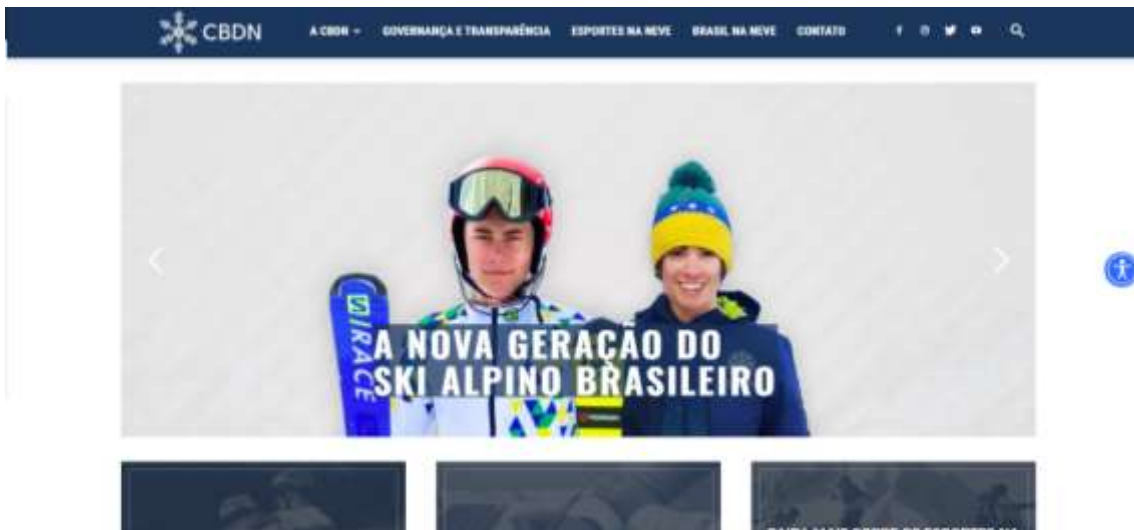 CBDN
A CBDN
GOVERNANÇA E TRANSPARÊNCIA
ESPORTES NA NEVE
BRASIL NA NEVE
CONTATO
SIRACE
A NOVA GERAÇÃO DO
SKI ALPINO BRASILEIRO